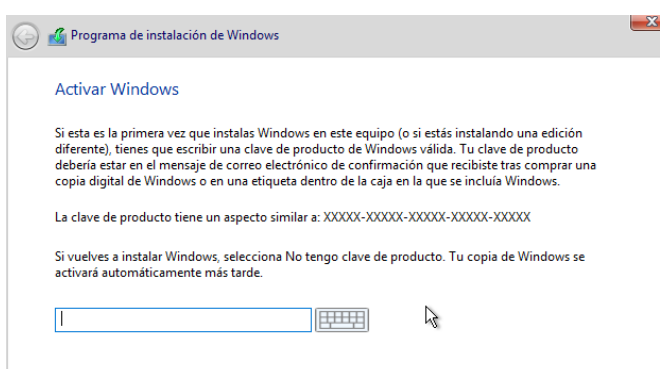 Programa de instalación de Windows
Activar Windows
Si esta es la primera vez que instalas Windows en este equipo (o si estás instalando una edición
diferente), tienes que escribir una clave de producto de Windows válida. Tu clave de producto
debería estar en el mensaje de correo electrónico de confirmación que recibiste tras comprar una
copia digital de Windows o en una etiqueta dentro de la caja en la que se incluía Windows.
La clave de producto tiene un aspecto similar a: XXXXX-XXXXX-XXXXX-XXXXX-XXXXX
Si vuelves a instalar Windows, selecciona No tengo clave de producto. Tu copia de Windows se
activará automáticamente más tarde.